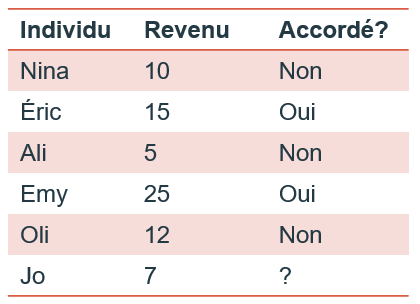 Individu Revenu Accordé?
Nina 10 Non
Éric 15 Oui
Ali 5 Non
Emy 25 Oui
Oli 12 Non
Jo 7 ?